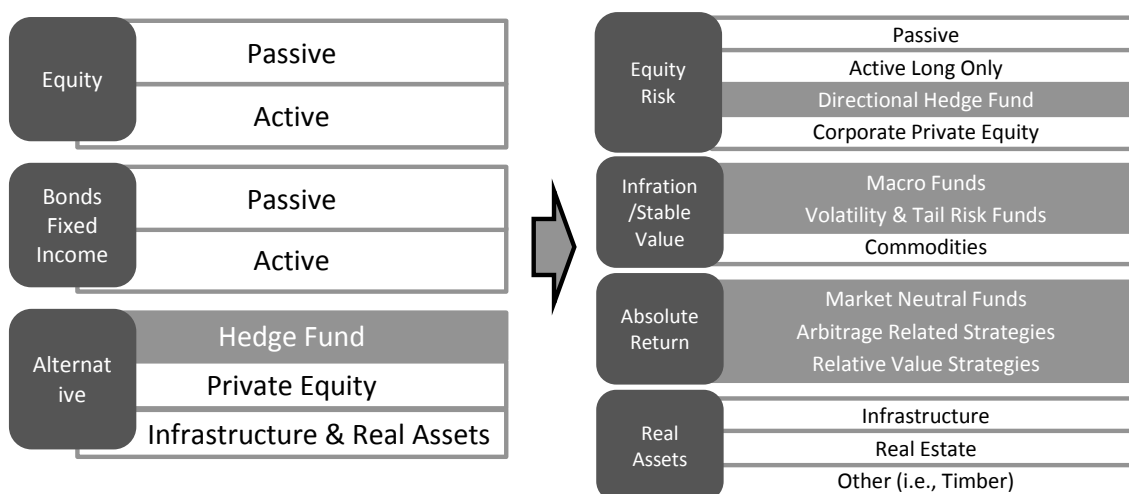 Equity
Passive
Active
Bonds
Fixed
Income
Passive
Active
Alternat
ive
Hedge Fund
Private Equity
Infrastructure & Real Assets
Equity
Risk
Passive
Active Long Only
Directional Hedge Fund
Corporate Private Equity
Infration
/Stable
Value
Macro Funds
Volatility & Tail Risk Funds
Commodities
Absolute
Return
Market Neutral Funds
Arbitrage Related Strategies
Relative Value Strategies
Real
Assets
Infrastructure
Real Estate
Other (i.e., Timber)